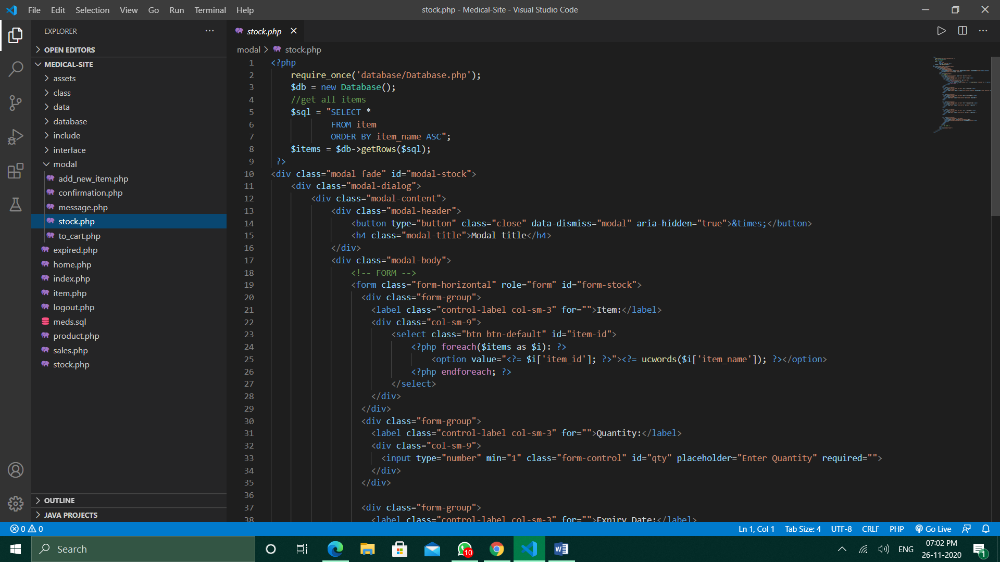 File Edit Selection View Go Run Terminal Help
stock.php - Medical-Site - Visual Studio Code
EXPLORER
OPEN EDITORS
MEDICAL-SITE
assets
class
data
database
include
interface
modal
add_new_item.php
confirmation.php
message.php
stock.php
to_cart.php
expired.php
home.php
index.php
item.php
logout.php
meds.sql
product.php
sales.php
stock.php
OUTLINE
JAVA PROJECTS
stock.php
modal > stock.php
1 <?php
2 require_once('database/Database.php');
3 $db = new Database();
4 //get all items
5 $sql = "SELECT *
6 FROM item
7 ORDER BY item_name ASC";
8 $items = $db->getRows($sql);
9 ?>
10 <div class="modal fade" id="modal-stock">
11 <div class="modal-dialog">
12 <div class="modal-content">
13 <div class="modal-header">
14 <button type="button" class="close" data-dismiss="modal" aria-hidden="true">&times;</button>
15 <h4 class="modal-title">Modal title</h4>
16 </div>
17 <div class="modal-body">
18 <!-- FORM -->
19 <form class="form-horizontal" role="form" id="form-stock">
20 <div class="form-group">
21 <label class="control-label col-sm-3" for="">Item:</label>
22 <div class="col-sm-9">
23 <select class="btn btn-default" id="item-id">
24 <?php foreach($items as $i): ?>
25 <option value="<?= $i['item_id']; ?>"><?= ucwords($i['item_name']); ?></option>
26 <?php endforeach; ?>
27 </select>
28 </div>
29 </div>
30 <div class="form-group">
31 <label class="control-label col-sm-3" for="">Quantity:</label>
32 <div class="col-sm-9">
33 <input type="number" min="1" class="form-control" id="qty" placeholder="Enter Quantity" required="">
34 </div>
35 </div>
36
37 <div class="form-group">
38 <label class="control-label col-sm-3" for="">Expiry Date:</label>
0 0
Ln 1, Col 1 Tab Size: 4 UTF-8 CRLF PHP Go Live
Search
10
ENG
07:02 PM
26-11-2020
1